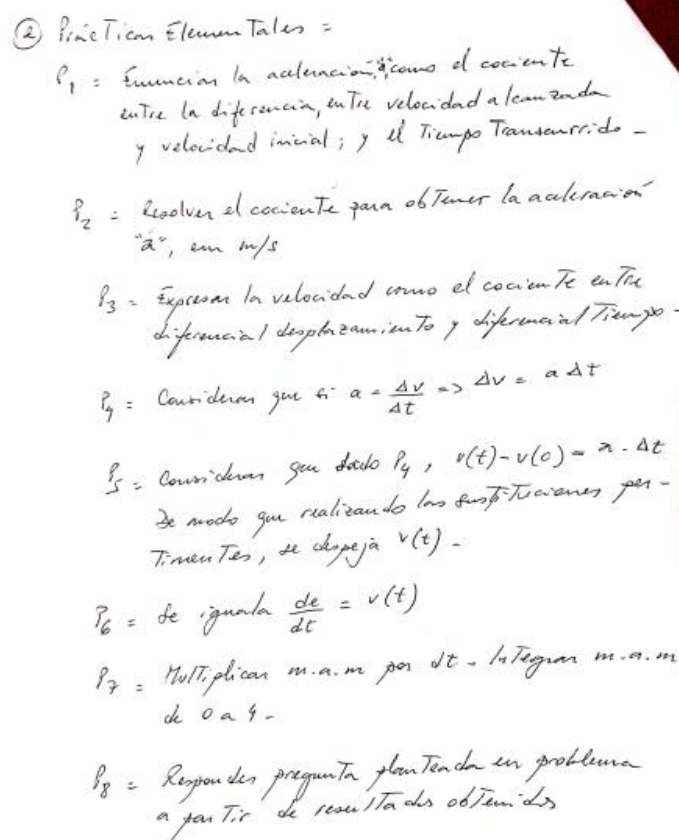 ② Prácticas Elementales =
P1 = Enunciar la aceleración, "a", como el cociente
entre la diferencia, entre velocidad alcanzada
y velocidad inicial; y el Tiempo Transcurrido -
P2 = Resolver el cociente para obTener la aceleración
"a", em m/s
P3 = Expresar la velocidad como el cociente entre
diferencial desplazamiento y diferencial Tiempo -
P4 = Considerar que si a = Δv/Δt => Δv = a Δt
P5 = Considerar que dado P4, v(t) - v(0) = a . Δt
De modo que realizando las sustituciones per-
Tinentes, se despeja v(t) -
P6 = Se iguala de/dt = v(t)
P7 = MulTiplicar m.a.m por dt - InTegrar m.a.m
de 0 a 4 -
P8 = Responder pregunta planTeada en problema
a parTir de resulTados obTenidos